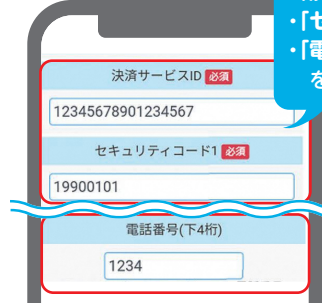 ・「セ
・「電
を
決済サービスID 必須
12345678901234567
セキュリティコード1 必須
19900101
電話番号(下4桁)
1234